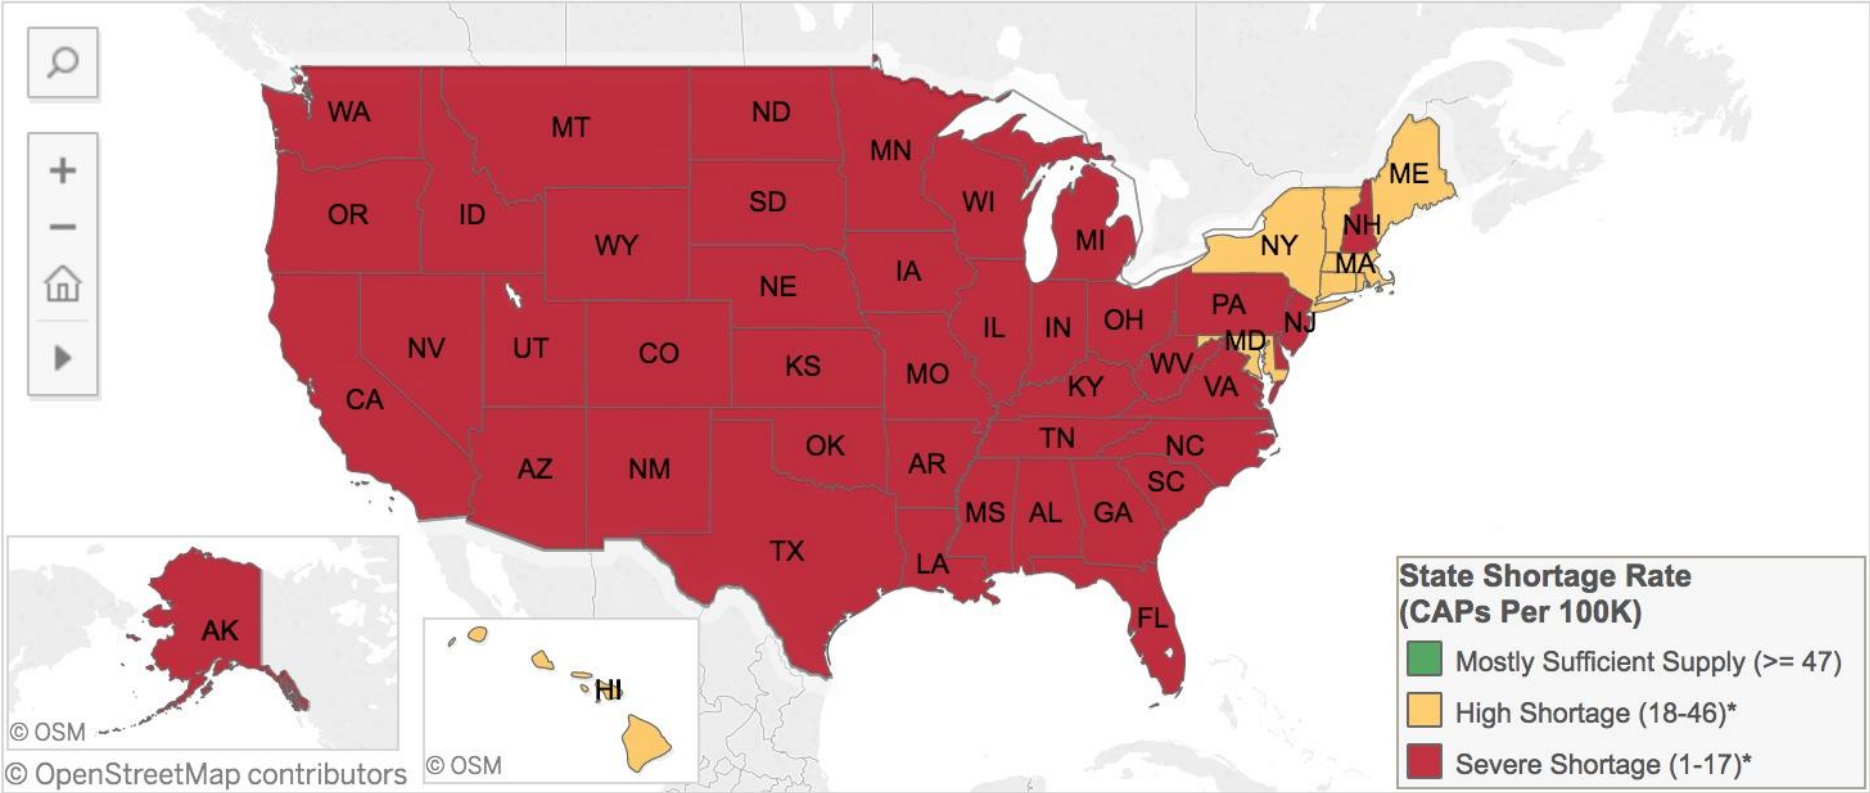 WA
MT
ND
MN
ME
OR
ID
SD
WI
NH
WY
MI
NY
MA
IA
NE
PA
NJ
NV
UT
CO
IL
IN
OH
MD
KS
MO
WV
CA
KY
VA
OK
TN
NC
AZ
NM
AR
SC
MS
AL
GA
TX
LA
FL
AK
HI
© OSM
© OSM
© OpenStreetMap contributors
State Shortage Rate
(CAPs Per 100K)
Mostly Sufficient Supply (>= 47)
High Shortage (18-46)*
Severe Shortage (1-17)*